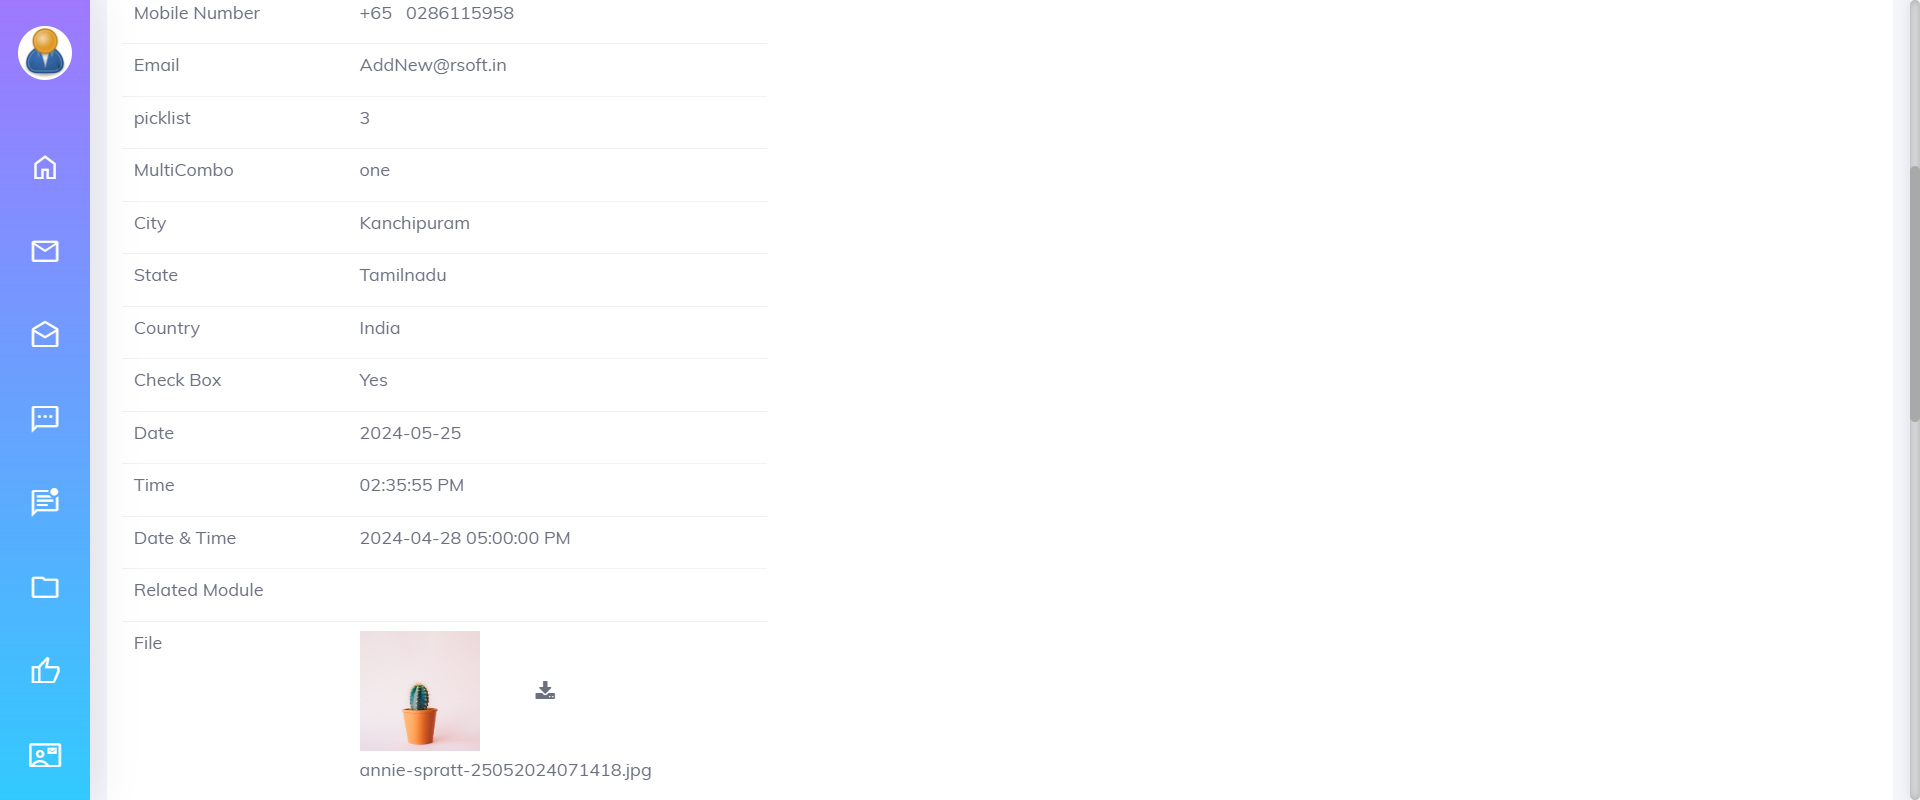 Mobile Number +65 0286115958
Email AddNew@rsoft.in
picklist 3
MultiCombo one
City Kanchipuram
State Tamilnadu
Country India
Check Box Yes
Date 2024-05-25
Time 02:35:55 PM
Date & Time 2024-04-28 05:00:00 PM
Related Module
File
annie-spratt-25052024071418.jpg